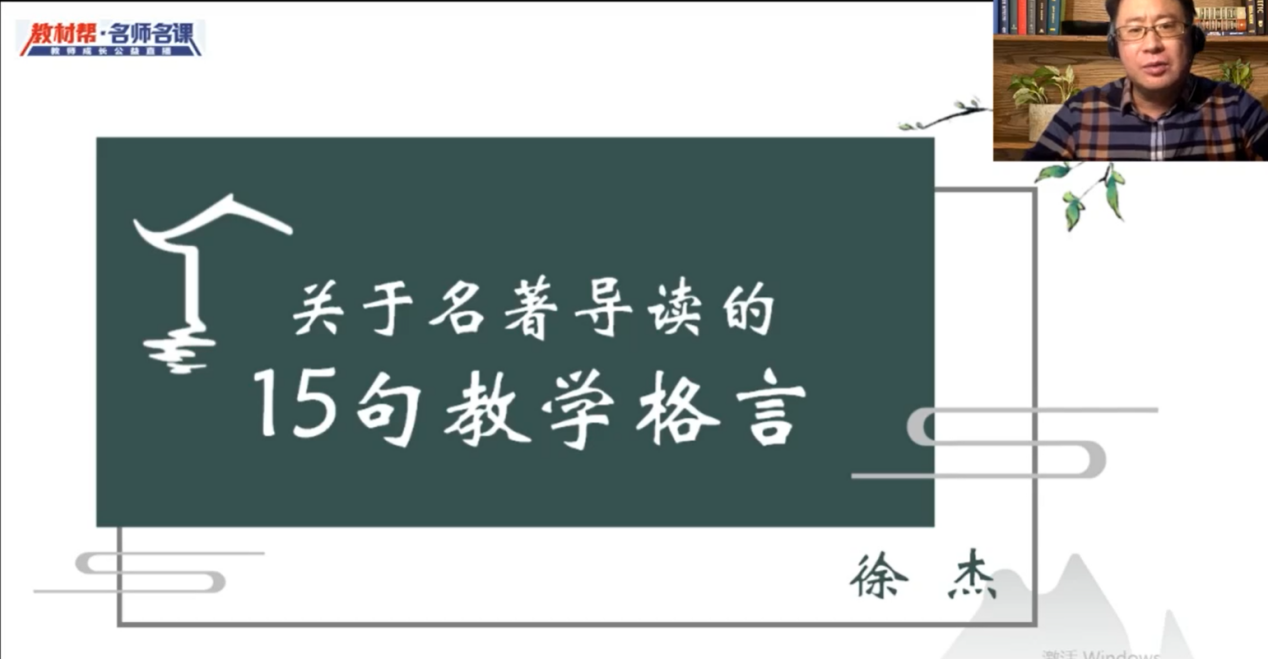 教材帮·名师名课
教师成长公益直播
关于名著导读的
15句教学格言
徐 杰
激活 Windows